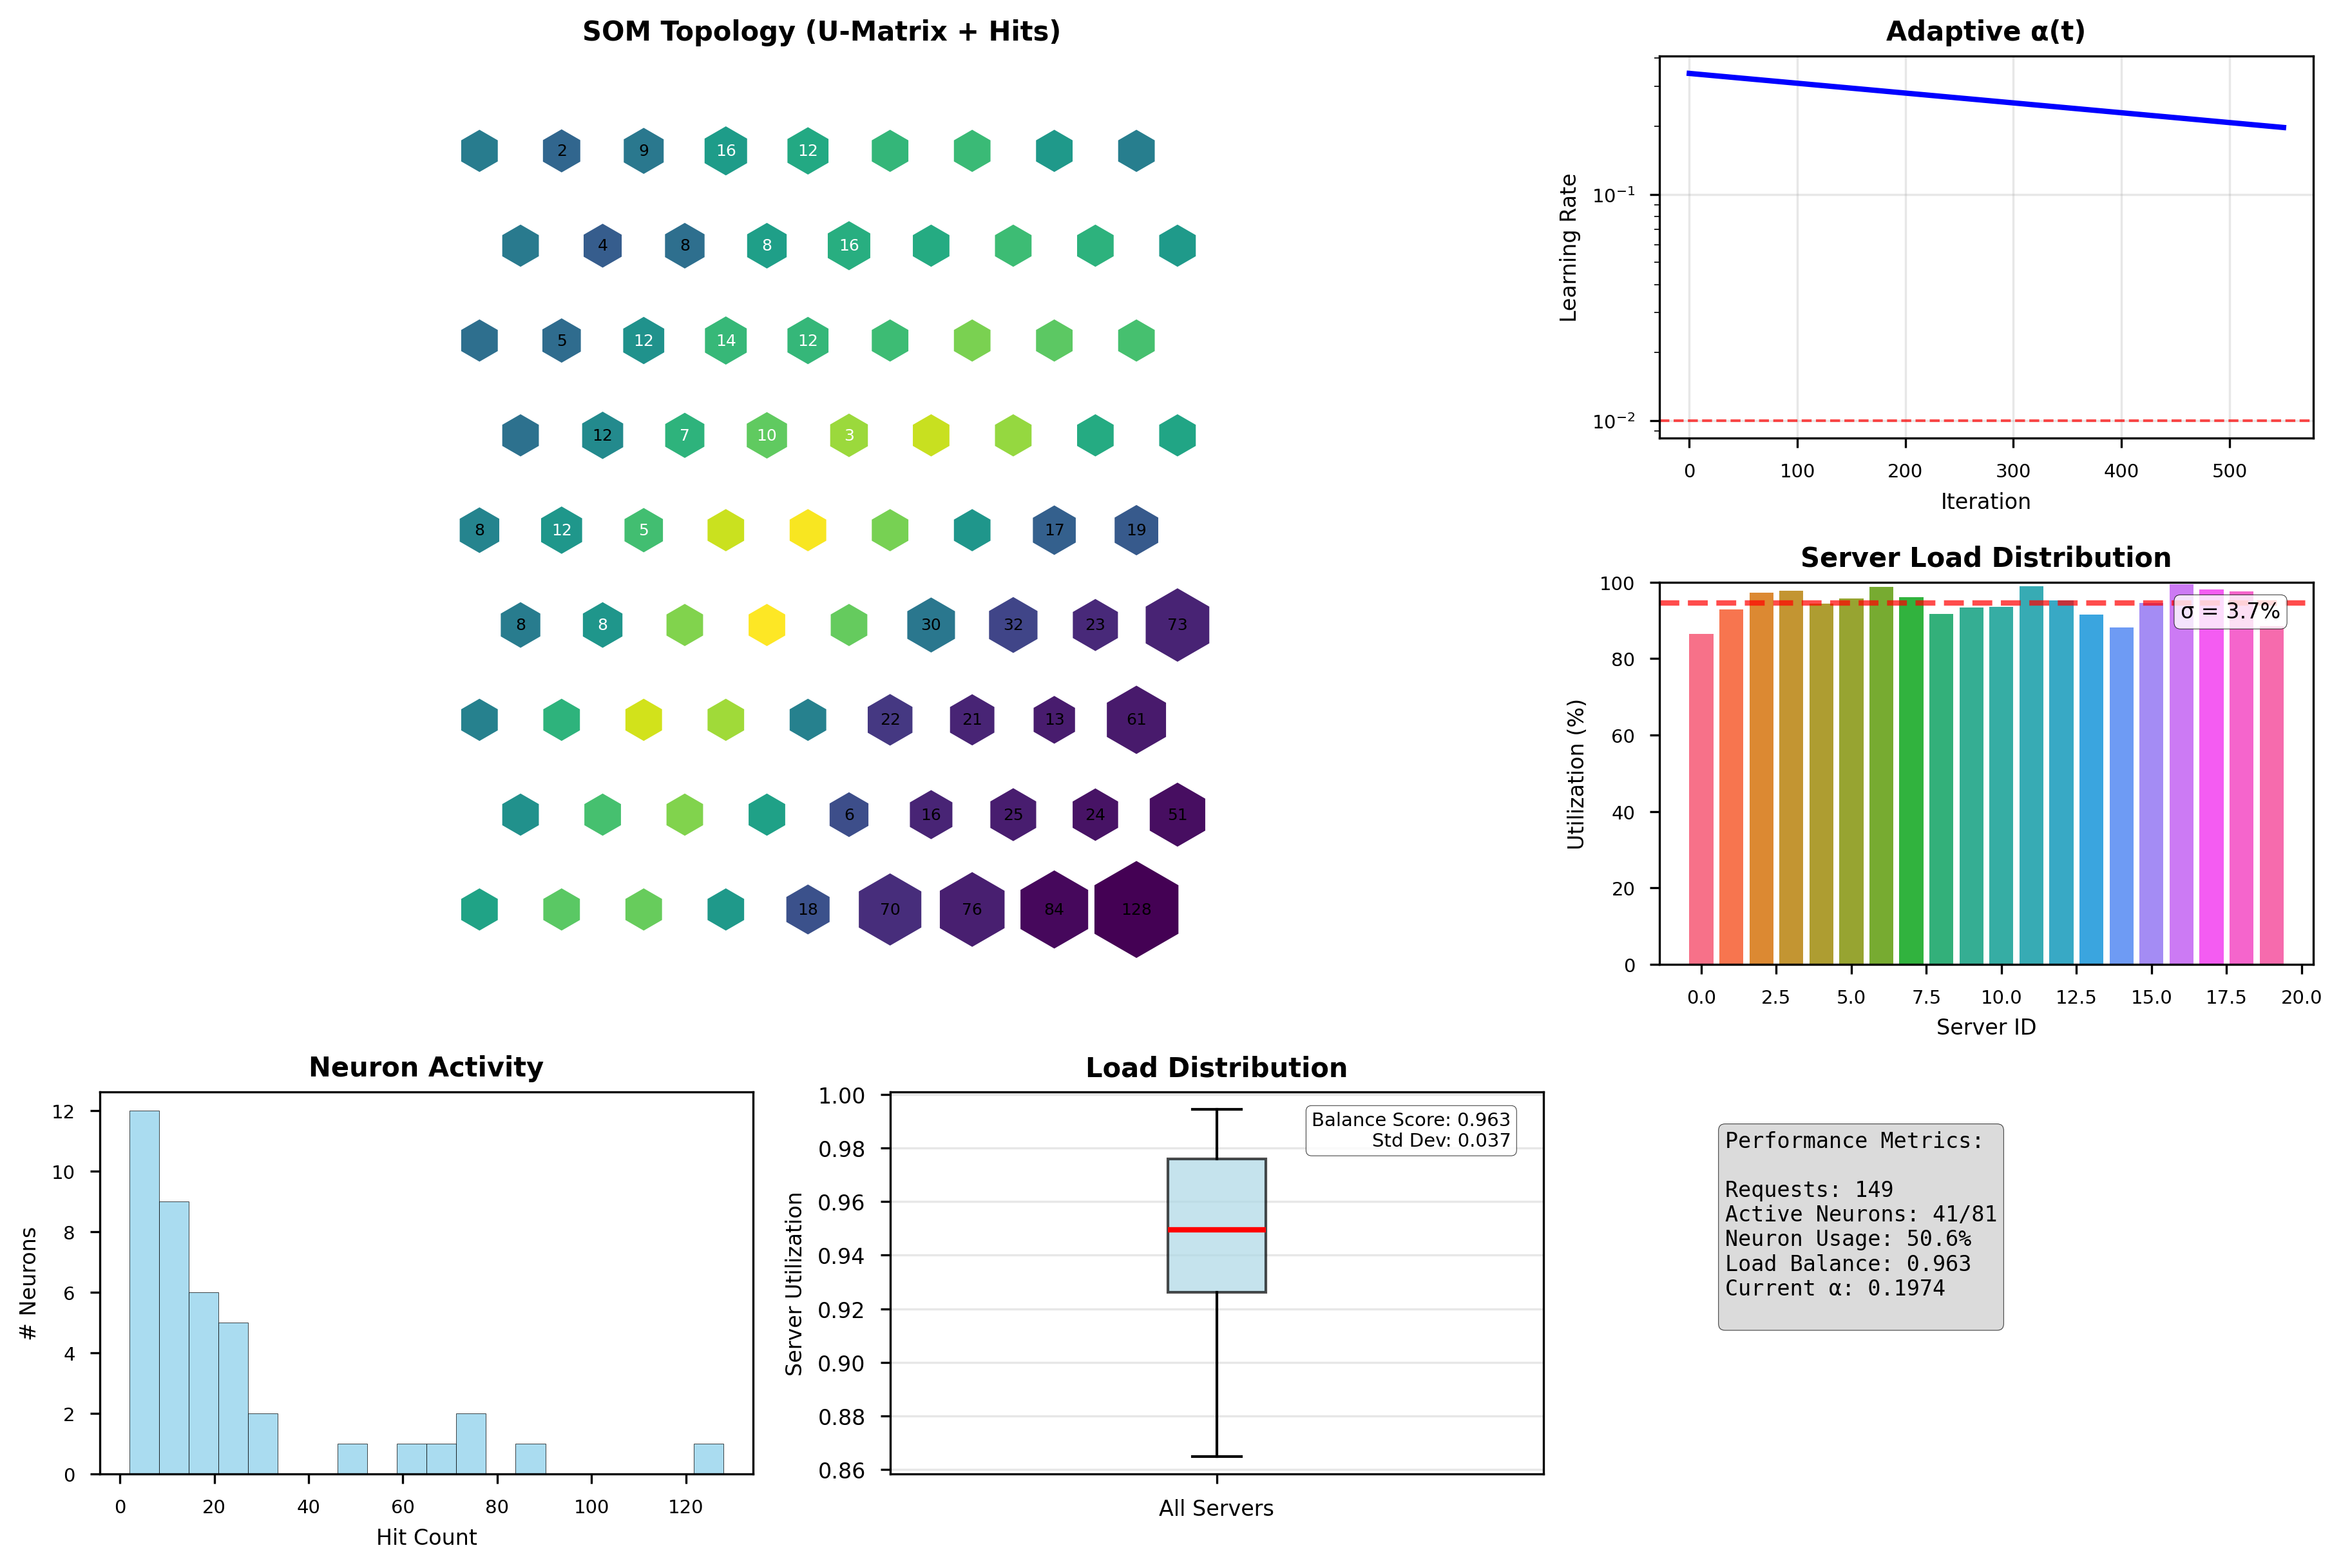 SOM Topology (U-Matrix + Hits)
2 9 16 12
4 8 8 16
5 12 14 12
12 7 10 3
8 12 5 17 19
8 8 30 32 23 73
22 21 13 61
6 16 25 24 51
18 70 76 84 128
Adaptive α(t)
Learning Rate
10⁻¹
10⁻²
0 100 200 300 400 500
Iteration
Server Load Distribution
Utilization (%)
100
80
60
40
20
0
σ = 3.7%
0.0 2.5 5.0 7.5 10.0 12.5 15.0 17.5 20.0
Server ID
Neuron Activity
# Neurons
12
10
8
6
4
2
0
0 20 40 60 80 100 120
Hit Count
Load Distribution
Server Utilization
1.00
0.98
0.96
0.94
0.92
0.90
0.88
0.86
Balance Score: 0.963
Std Dev: 0.037
All Servers
Performance Metrics:
Requests: 149
Active Neurons: 41/81
Neuron Usage: 50.6%
Load Balance: 0.963
Current α: 0.1974